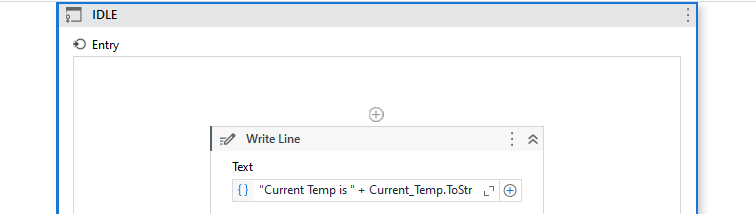 IDLE
Entry
Write Line
Text
{} "Current Temp is " + Current_Temp.ToStr